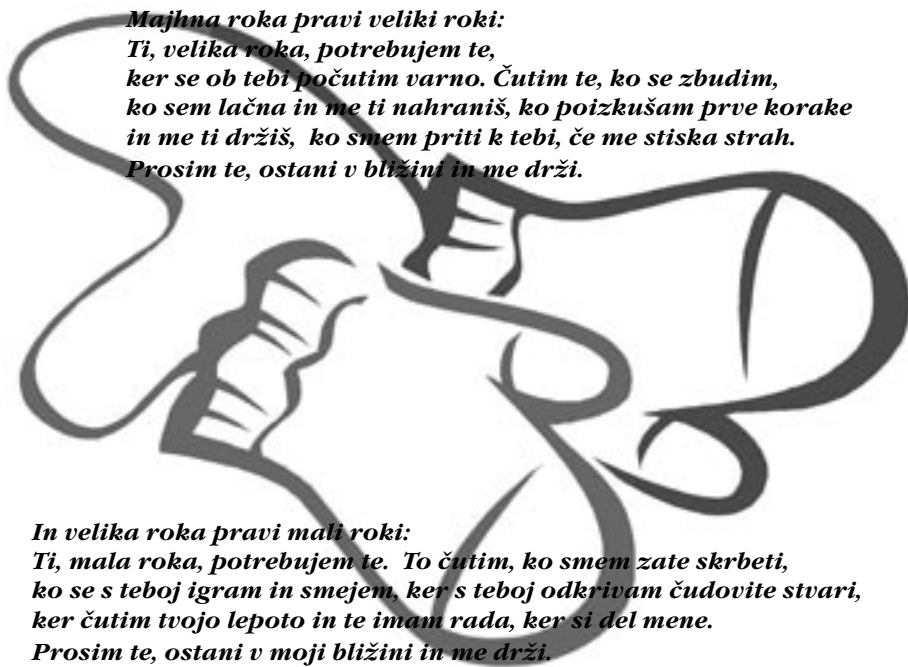 Majhna roka pravi veliki roki:
Ti, velika roka, potrebujem te,
ker se ob tebi počutim varno. Čutim te, ko se zbudim,
ko sem lačna in me ti nahraniš, ko poizkušam prve korake
in me ti držiš, ko smem priti k tebi, če me stiska strah.
Prosim te, ostani v bližini in me drži.
In velika roka pravi mali roki:
Ti, mala roka, potrebujem te. To čutim, ko smem zate skrbeti,
ko se s teboj igram in smejem, ker s teboj odkrivam čudovite stvari,
ker čutim tvojo lepoto in te imam rada, ker si del mene.
Prosim te, ostani v moji bližini in me drži.